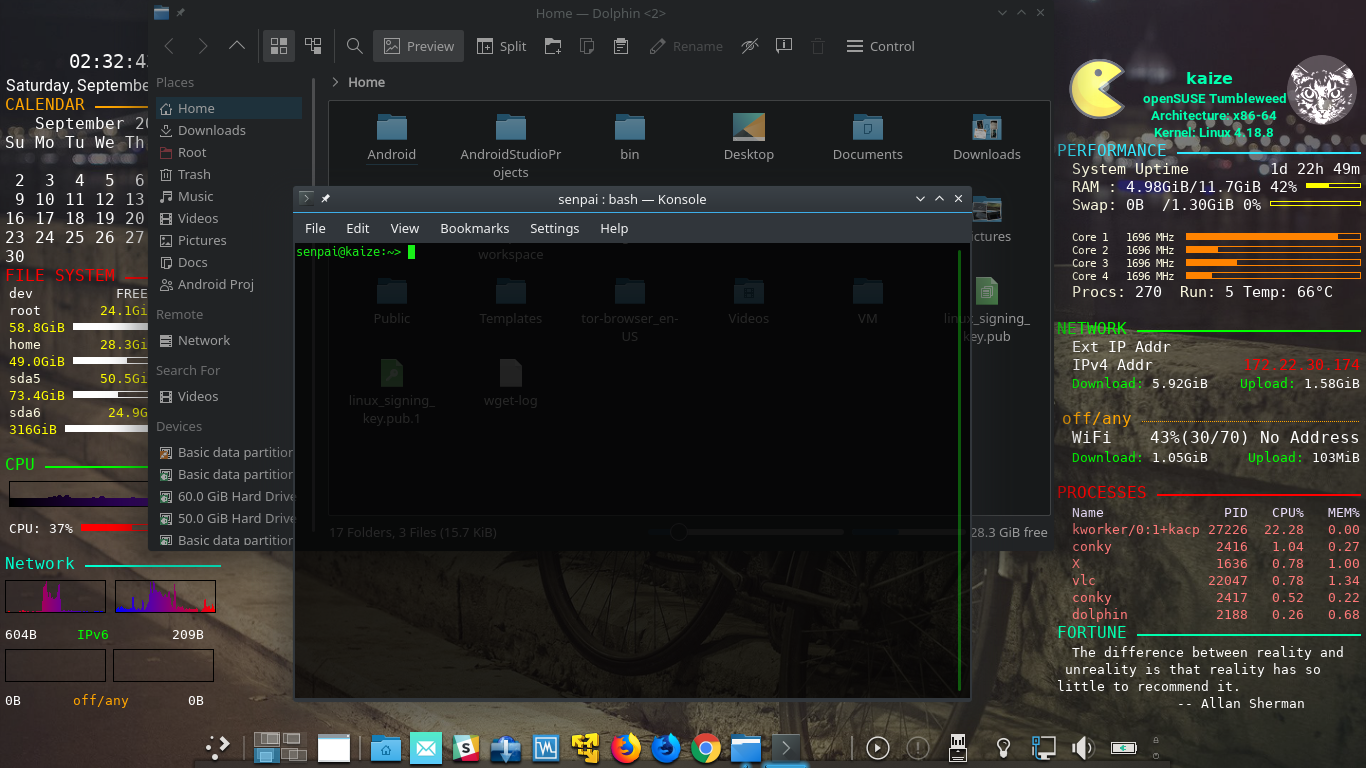 Home — Dolphin <2>
Preview
Split
Rename
Control
Places
Home
Downloads
Root
Trash
Music
Videos
Pictures
Docs
Android Proj
Remote
Network
Search For
Videos
Devices
Basic data partition
Basic data partition
60.0 GiB Hard Drive
50.0 GiB Hard Drive
Basic data partition
Home
Android
AndroidStudioPr
ojects
bin
Desktop
Documents
Downloads
workspace
Public
Templates
tor-browser_en-
US
Videos
VM
linux_signing_
key.pub
linux_signing_
key.pub.1
wget-log
17 Folders, 3 Files (15.7 KiB)
28.3 GiB free
senpai : bash — Konsole
File Edit View Bookmarks Settings Help
senpai@kaize:~>
02:32:4
Saturday, Septembe
CALENDAR
September 20
Su Mo Tu We Th
2 3 4 5 6
9 10 11 12 13
16 17 18 19 20
23 24 25 26 27
30
FILE SYSTEM
dev FREE
root 24.1Gi
58.8GiB
home 28.3Gi
49.0GiB
sda5 50.5Gi
73.4GiB
sda6 24.9G
316GiB
CPU
CPU: 37%
Network
604B IPv6 209B
0B off/any 0B
kaize
openSUSE Tumbleweed
Architecture: x86-64
Kernel: Linux 4.18.8
PERFORMANCE
System Uptime 1d 22h 49m
RAM : 4.98GiB/11.7GiB 42%
Swap: 0B /1.30GiB 0%
Core 1 1696 MHz
Core 2 1696 MHz
Core 3 1696 MHz
Core 4 1696 MHz
Procs: 270 Run: 5 Temp: 66°C
NETWORK
Ext IP Addr
IPv4 Addr 172.22.30.174
Download: 5.92GiB Upload: 1.58GiB
off/any
WiFi 43%(30/70) No Address
Download: 1.05GiB Upload: 103MiB
PROCESSES
Name PID CPU% MEM%
kworker/0:1+kacp 27226 22.28 0.00
conky 2416 1.04 0.27
X 1636 0.78 1.00
vlc 22047 0.78 1.34
conky 2417 0.52 0.22
dolphin 2188 0.26 0.68
FORTUNE
The difference between reality and
unreality is that reality has so
little to recommend it.
-- Allan Sherman